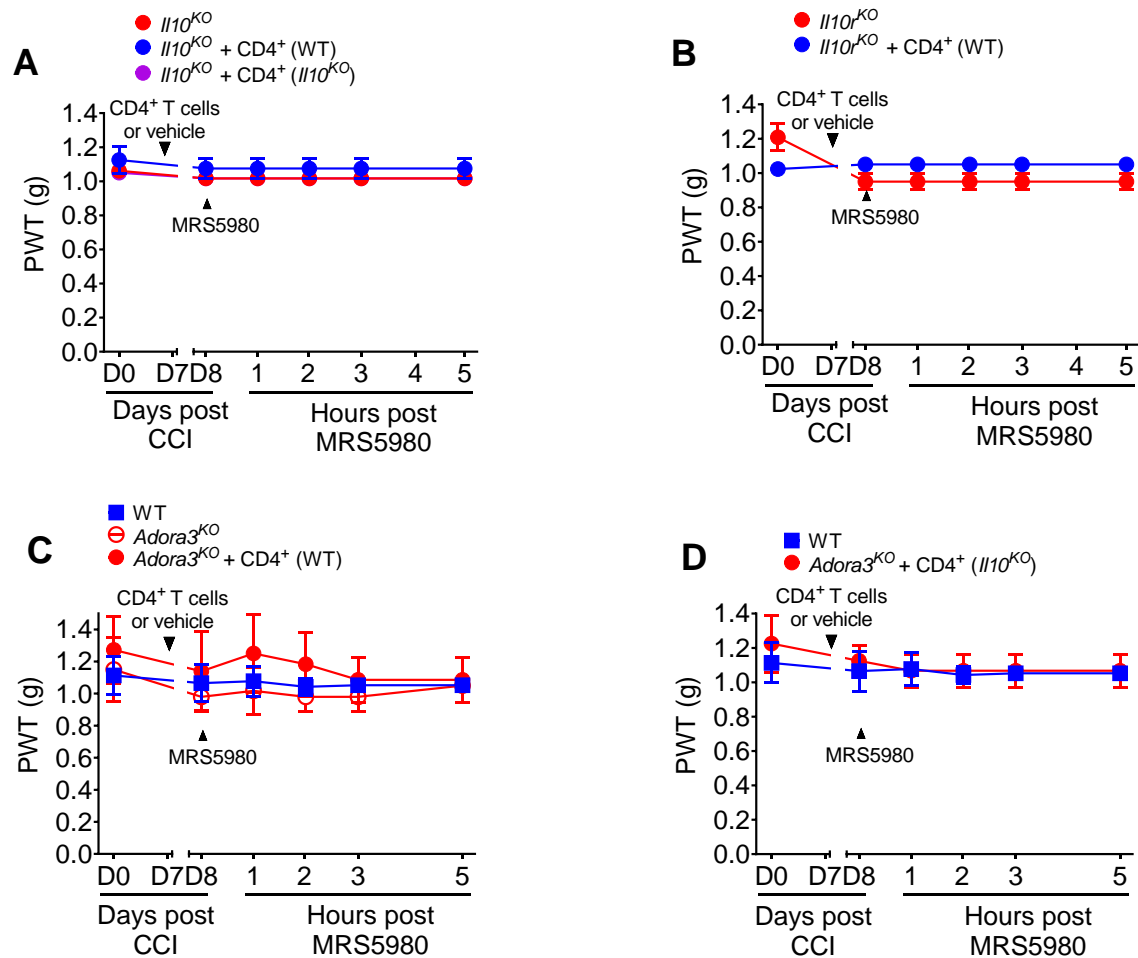 A
Il10KO
Il10KO + CD4+ (WT)
Il10KO + CD4+ (Il10KO)
CD4+ T cells
or vehicle
PWT (g)
1.4
1.2
1.0
0.8
0.6
0.4
0.2
0.0
MRS5980
D0 D7 D8 1 2 3 4 5
Days post
CCI
Hours post
MRS5980
B
Il10rKO
Il10rKO + CD4+ (WT)
CD4+ T cells
or vehicle
PWT (g)
1.4
1.2
1.0
0.8
0.6
0.4
0.2
0.0
MRS5980
D0 D7 D8 1 2 3 4 5
Days post
CCI
Hours post
MRS5980
C
WT
Adora3KO
Adora3KO + CD4+ (WT)
CD4+ T cells
or vehicle
PWT (g)
1.4
1.2
1.0
0.8
0.6
0.4
0.2
0.0
MRS5980
D0 D7 D8 1 2 3 5
Days post
CCI
Hours post
MRS5980
D
WT
Adora3KO + CD4+ (Il10KO)
CD4+ T cells
or vehicle
PWT (g)
1.4
1.2
1.0
0.8
0.6
0.4
0.2
0.0
MRS5980
D0 D7 D8 1 2 3 5
Days post
CCI
Hours post
MRS5980